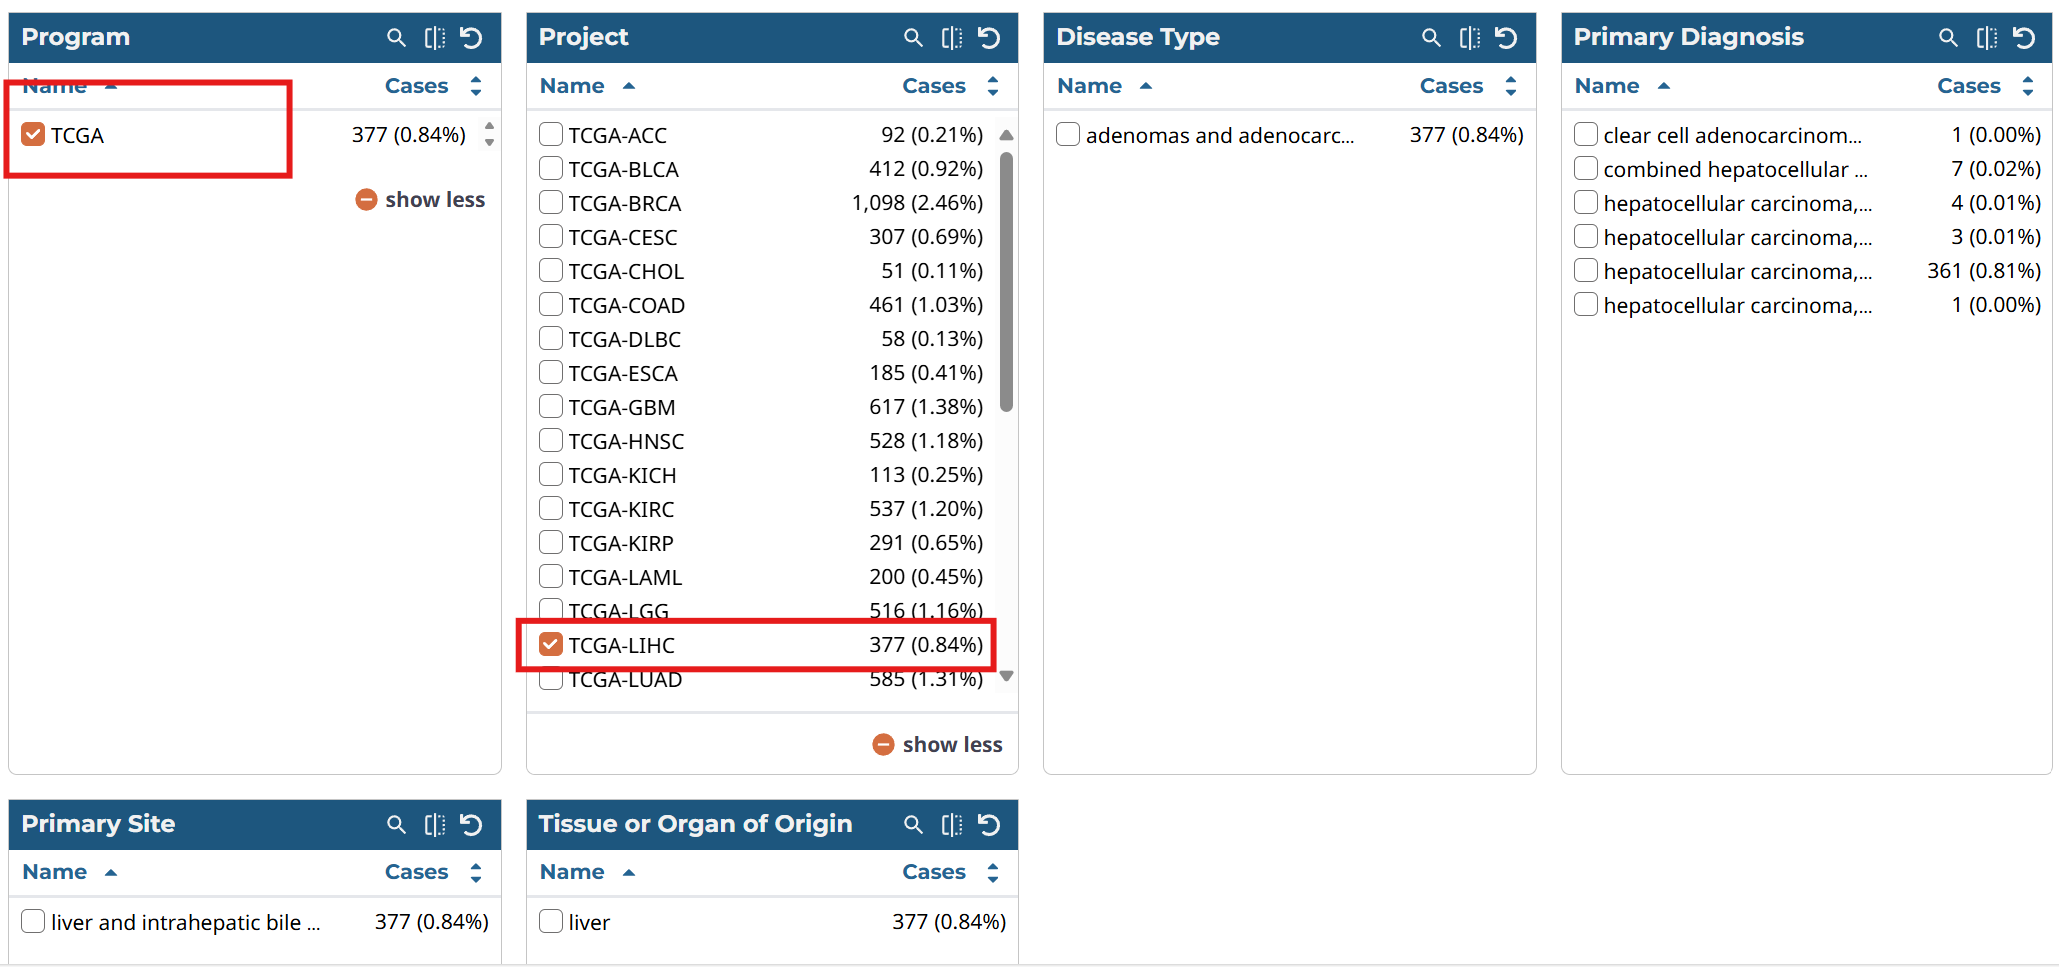 Program
Name Cases
TCGA 377 (0.84%)
show less
Project
Name Cases
TCGA-ACC 92 (0.21%)
TCGA-BLCA 412 (0.92%)
TCGA-BRCA 1,098 (2.46%)
TCGA-CESC 307 (0.69%)
TCGA-CHOL 51 (0.11%)
TCGA-COAD 461 (1.03%)
TCGA-DLBC 58 (0.13%)
TCGA-ESCA 185 (0.41%)
TCGA-GBM 617 (1.38%)
TCGA-HNSC 528 (1.18%)
TCGA-KICH 113 (0.25%)
TCGA-KIRC 537 (1.20%)
TCGA-KIRP 291 (0.65%)
TCGA-LAML 200 (0.45%)
TCGA-LGG 516 (1.16%)
TCGA-LIHC 377 (0.84%)
TCGA-LUAD 585 (1.31%)
show less
Disease Type
Name Cases
adenomas and adenocarc... 377 (0.84%)
Primary Diagnosis
Name Cases
clear cell adenocarcinom... 1 (0.00%)
combined hepatocellular ... 7 (0.02%)
hepatocellular carcinoma,... 4 (0.01%)
hepatocellular carcinoma,... 3 (0.01%)
hepatocellular carcinoma,... 361 (0.81%)
hepatocellular carcinoma,... 1 (0.00%)
Primary Site
Name Cases
liver and intrahepatic bile ... 377 (0.84%)
Tissue or Organ of Origin
Name Cases
liver 377 (0.84%)